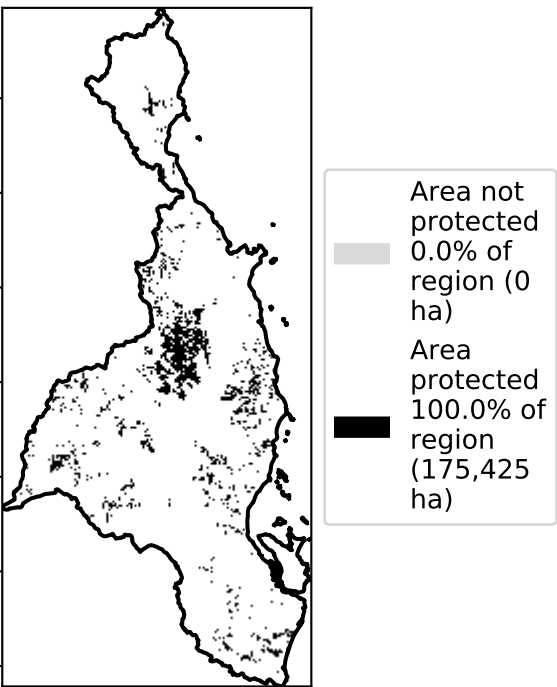 Area not
protected
0.0% of
region (0
ha)
Area
protected
100.0% of
region
(175,425
ha)